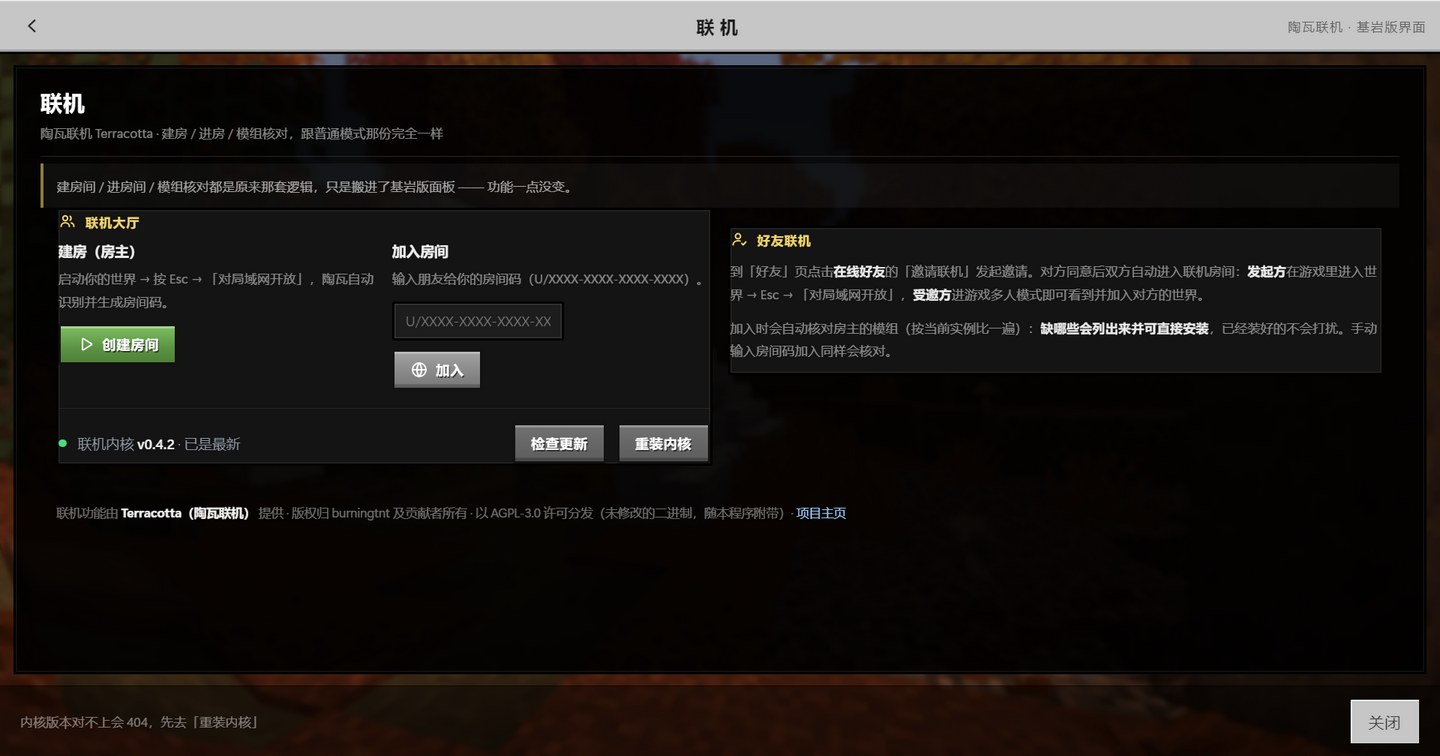 联机
陶瓦联机 · 基岩版界面
联机
陶瓦联机 Terracotta · 建房 / 进房 / 模组核对，跟普通模式那份完全一样
建房间 / 进房间 / 模组核对都是原来那套逻辑，只是搬进了基岩版面板 —— 功能一点没变。
联机大厅
建房（房主）
启动你的世界 → 按 Esc → 「对局域网开放」，陶瓦自动
识别并生成房间码。
创建房间
加入房间
输入朋友给你的房间码（U/XXXX-XXXX-XXXX-XXXX）。
U/XXXX-XXXX-XXXX-XX
加入
联机内核 v0.4.2 · 已是最新
检查更新
重装内核
好友联机
到「好友」页点击在线好友的「邀请联机」发起邀请。对方同意后双方自动进入联机房间：发起方在游戏里进入世
界 → Esc → 「对局域网开放」，受邀方进游戏多人模式即可看到并加入对方的世界。
加入时会自动核对房主的模组（按当前实例比一遍）：缺哪些会列出来并可直接安装，已经装好的不会打扰。手动
输入房间码加入同样会核对。
联机功能由 Terracotta（陶瓦联机） 提供 · 版权归 burningtnt 及贡献者所有 · 以 AGPL-3.0 许可分发（未修改的二进制，随本程序附带）· 项目主页
内核版本对不上会 404，先去「重装内核」
关闭